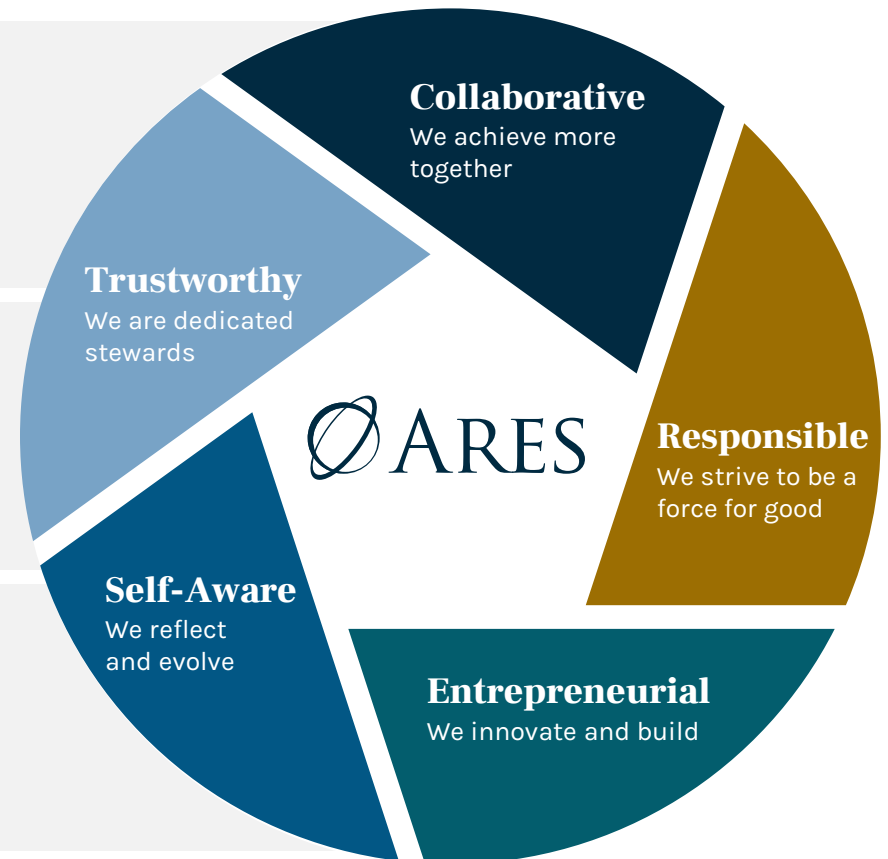 Collaborative
We achieve more
together
Trustworthy
We are dedicated
stewards
ARES
Responsible
We strive to be a
force for good
Self-Aware
We reflect
and evolve
Entrepreneurial
We innovate and build